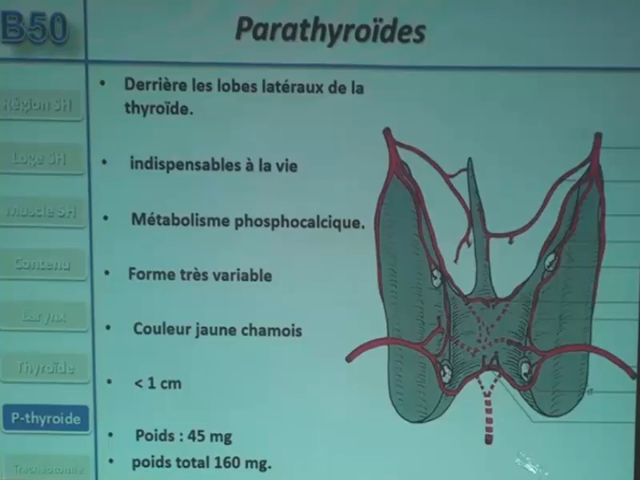 B50
Parathyroïdes
Région SH
Loge SH
Muscle SH
Contenu
Larynx
Thyroïde
P-thyroide
Trachéotomie
• Derrière les lobes latéraux de la
thyroïde.
• indispensables à la vie
• Métabolisme phosphocalcique.
• Forme très variable
• Couleur jaune chamois
• < 1 cm
• Poids : 45 mg
• poids total 160 mg.